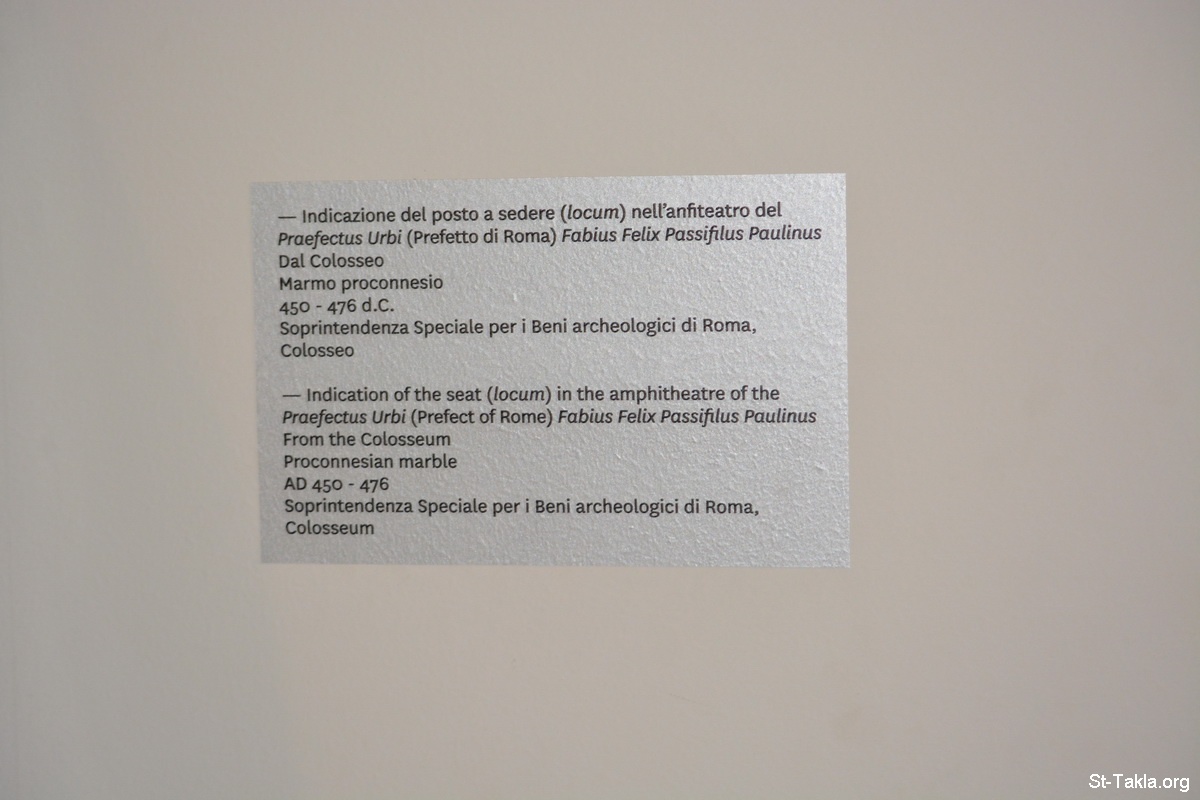 — Indicazione del posto a sedere (locum) nell'anfiteatro del
Praefectus Urbi (Prefetto di Roma) Fabius Felix Passifilus Paulinus
Dal Colosseo
Marmo proconnesio
450 - 476 d.C.
Soprintendenza Speciale per i Beni archeologici di Roma,
Colosseo
— Indication of the seat (locum) in the amphitheatre of the
Praefectus Urbi (Prefect of Rome) Fabius Felix Passifilus Paulinus
From the Colosseum
Proconnesian marble
AD 450 - 476
Soprintendenza Speciale per i Beni archeologici di Roma,
Colosseum
St-Takla.org